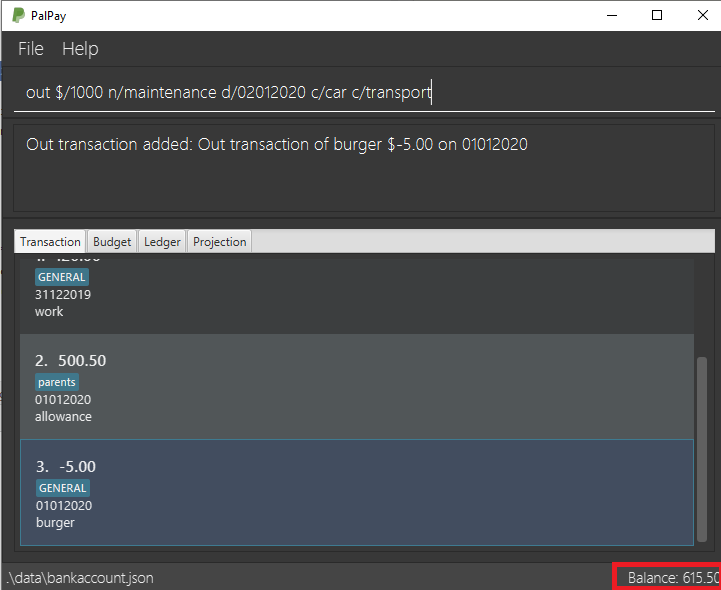 PalPay
File Help
out $/1000 n/maintenance d/02012020 c/car c/transport
Out transaction added: Out transaction of burger $-5.00 on 01012020
Transaction Budget Ledger Projection
GENERAL
31122019
work
2. 500.50
parents
01012020
allowance
3. -5.00
GENERAL
01012020
burger
.\data\bankaccount.json
Balance: 615.50